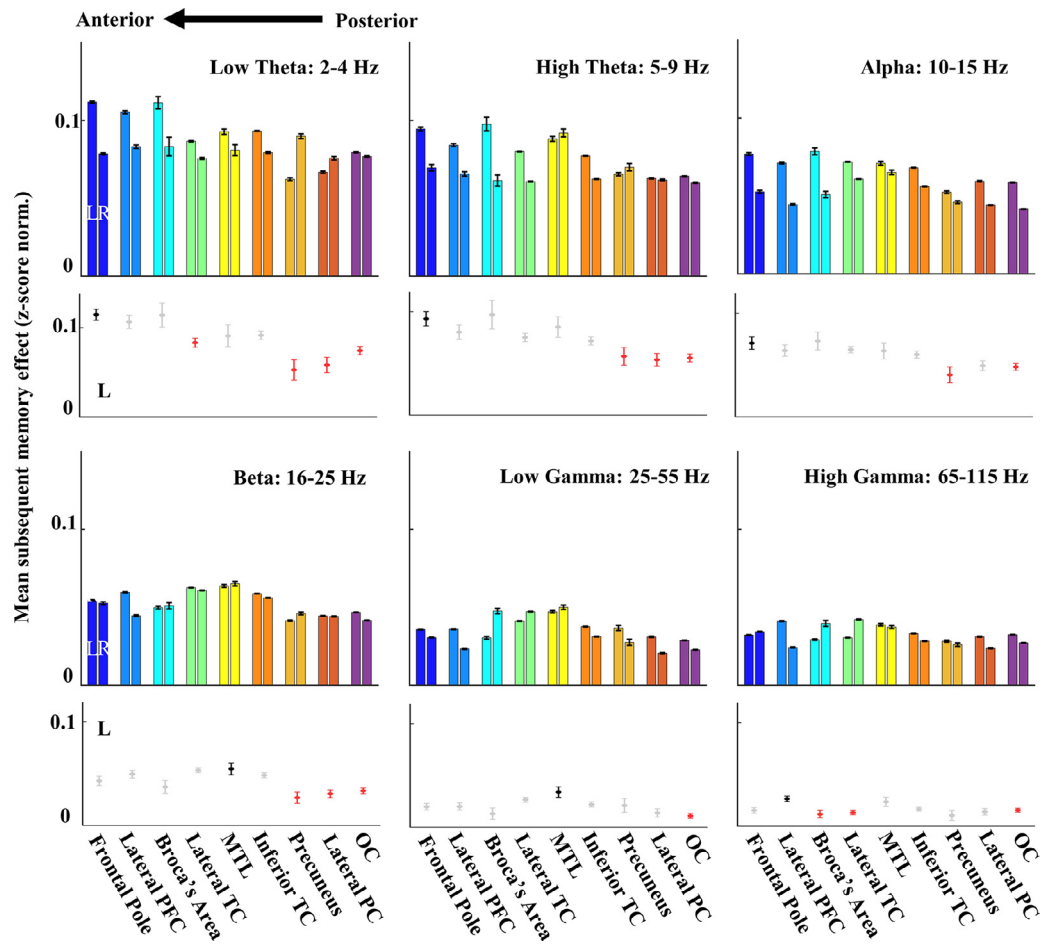 Anterior Posterior
Low Theta: 2-4 Hz
High Theta: 5-9 Hz
Alpha: 10-15 Hz
0.1
LR
0
0.1
L
0
Mean subsequent memory effect (z-score norm.)
Beta: 16-25 Hz
Low Gamma: 25-55 Hz
High Gamma: 65-115 Hz
0.1
LR
0
0.1
L
0
Frontal Pole
Lateral PFC
Broca's Area
Lateral TC
MTL
Inferior TC
Precuneus
Lateral PC
OC
Frontal Pole
Lateral PFC
Broca's Area
Lateral TC
MTL
Inferior TC
Precuneus
Lateral PC
OC
Frontal Pole
Lateral PFC
Broca's Area
Lateral TC
MTL
Inferior TC
Precuneus
Lateral PC
OC